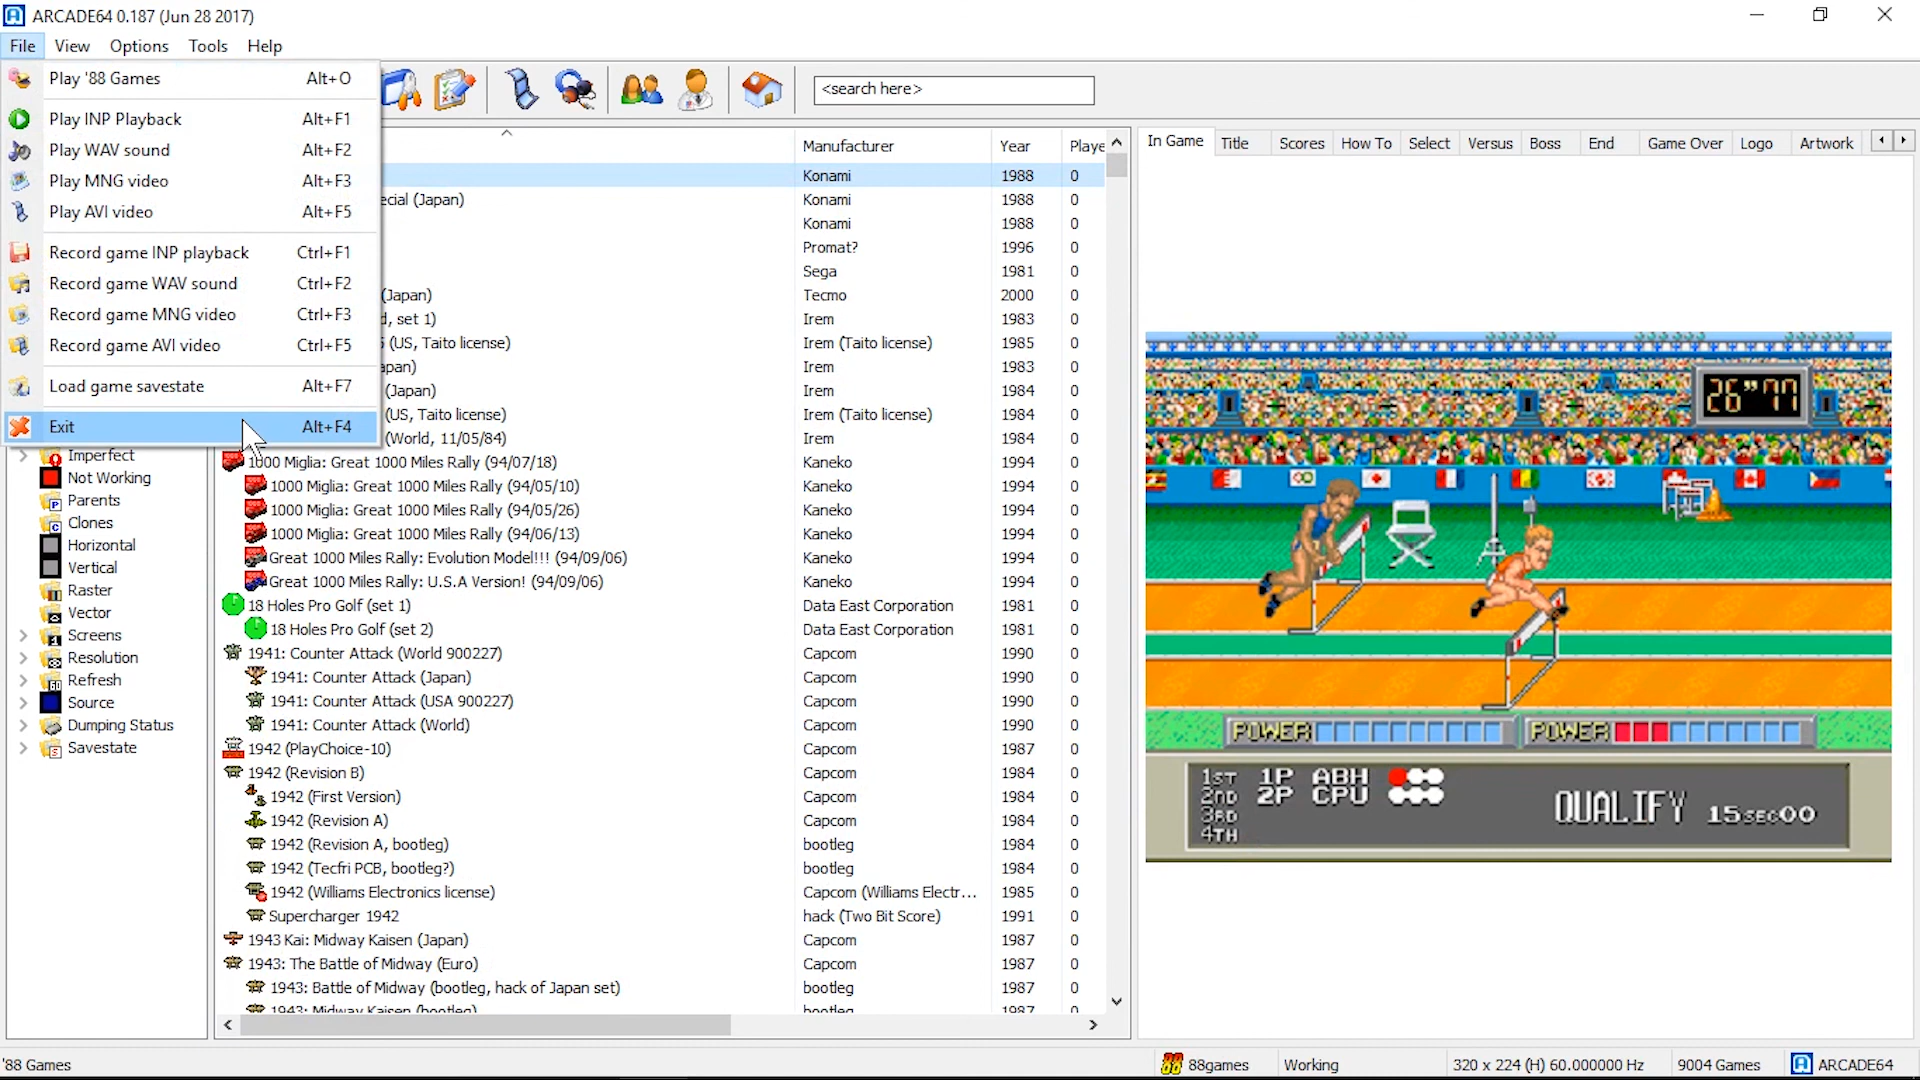 ARCADE64 0.187 (Jun 28 2017)
File View Options Tools Help
Play '88 Games Alt+O
Play INP Playback Alt+F1
Play WAV sound Alt+F2
Play MNG video Alt+F3
Play AVI video Alt+F5
Record game INP playback Ctrl+F1
Record game WAV sound Ctrl+F2
Record game MNG video Ctrl+F3
Record game AVI video Ctrl+F5
Load game savestate Alt+F7
Exit Alt+F4
<search here>
Imperfect
Not Working
Parents
Clones
Horizontal
Vertical
Raster
Vector
Screens
Resolution
Refresh
Source
Dumping Status
Savestate
Manufacturer Year Playe
Konami 1988 0
ecial (Japan) Konami 1988 0
Konami 1988 0
Promat? 1996 0
Sega 1981 0
(Japan) Tecmo 2000 0
d, set 1) Irem 1983 0
(US, Taito license) Irem (Taito license) 1985 0
apan) Irem 1983 0
(Japan) Irem 1984 0
(US, Taito license) Irem (Taito license) 1984 0
(World, 11/05/84) Irem 1984 0
1000 Miglia: Great 1000 Miles Rally (94/07/18) Kaneko 1994 0
1000 Miglia: Great 1000 Miles Rally (94/05/10) Kaneko 1994 0
1000 Miglia: Great 1000 Miles Rally (94/05/26) Kaneko 1994 0
1000 Miglia: Great 1000 Miles Rally (94/06/13) Kaneko 1994 0
Great 1000 Miles Rally: Evolution Model!!! (94/09/06) Kaneko 1994 0
Great 1000 Miles Rally: U.S.A Version! (94/09/06) Kaneko 1994 0
18 Holes Pro Golf (set 1) Data East Corporation 1981 0
18 Holes Pro Golf (set 2) Data East Corporation 1981 0
1941: Counter Attack (World 900227) Capcom 1990 0
1941: Counter Attack (Japan) Capcom 1990 0
1941: Counter Attack (USA 900227) Capcom 1990 0
1941: Counter Attack (World) Capcom 1990 0
1942 (PlayChoice-10) Capcom 1987 0
1942 (Revision B) Capcom 1984 0
1942 (First Version) Capcom 1984 0
1942 (Revision A) Capcom 1984 0
1942 (Revision A, bootleg) bootleg 1984 0
1942 (Tecfri PCB, bootleg?) bootleg 1984 0
1942 (Williams Electronics license) Capcom (Williams Electr... 1985 0
Supercharger 1942 hack (Two Bit Score) 1991 0
1943 Kai: Midway Kaisen (Japan) Capcom 1987 0
1943: The Battle of Midway (Euro) Capcom 1987 0
1943: Battle of Midway (bootleg, hack of Japan set) bootleg 1987 0
1943: Midway Kaisen (bootleg) bootleg 1987 0
In Game Title Scores How To Select Versus Boss End Game Over Logo Artwork
26"77
POWER POWER
1ST 1P ABH
2ND 2P CPU
3RD
4TH
QUALIFY 15SEC00
'88 Games 88games Working 320 x 224 (H) 60.000000 Hz 9004 Games ARCADE64